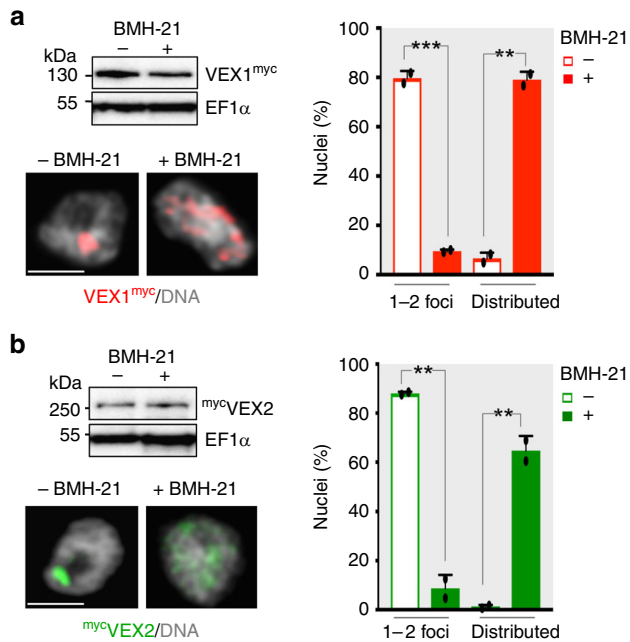 a
BMH-21
kDa
–
+
130
VEX1myc
55
EF1α
– BMH-21
+ BMH-21
VEX1myc/DNA
Nuclei (%)
80
60
40
20
0
***
**
BMH-21
–
+
1–2 foci
Distributed
b
BMH-21
kDa
–
+
250
mycVEX2
55
EF1α
– BMH-21
+ BMH-21
mycVEX2/DNA
Nuclei (%)
100
80
60
40
20
0
**
**
BMH-21
–
+
1–2 foci
Distributed